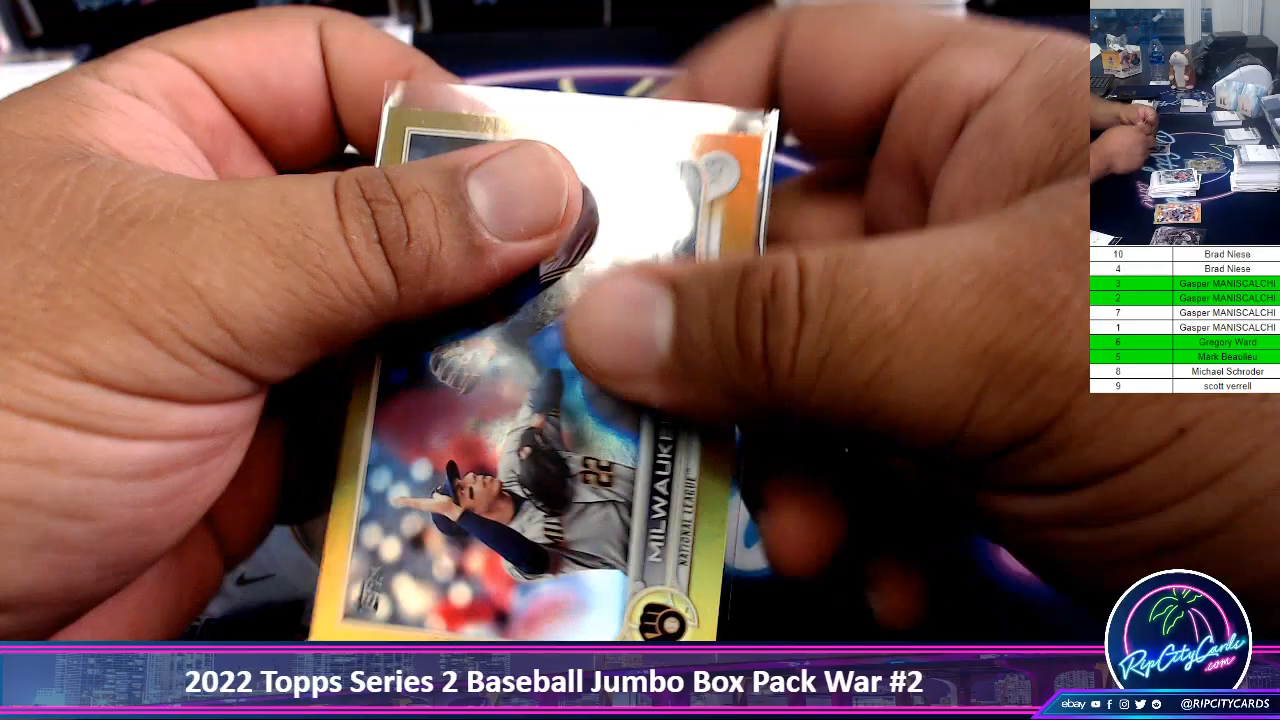 22
MIL
MILWAUKE
NATIONAL LEAGUE
10 Brad Niese
4 Brad Niese
3 Gasper MANISCALCHI
2 Gasper MANISCALCHI
7 Gasper MANISCALCHI
1 Gasper MANISCALCHI
6 Gregory Ward
5 Mark Beaulieu
8 Michael Schroder
9 scott verrell
RipCityCards
.com
2022 Topps Series 2 Baseball Jumbo Box Pack War #2
ebay @RIPCITYCARDS